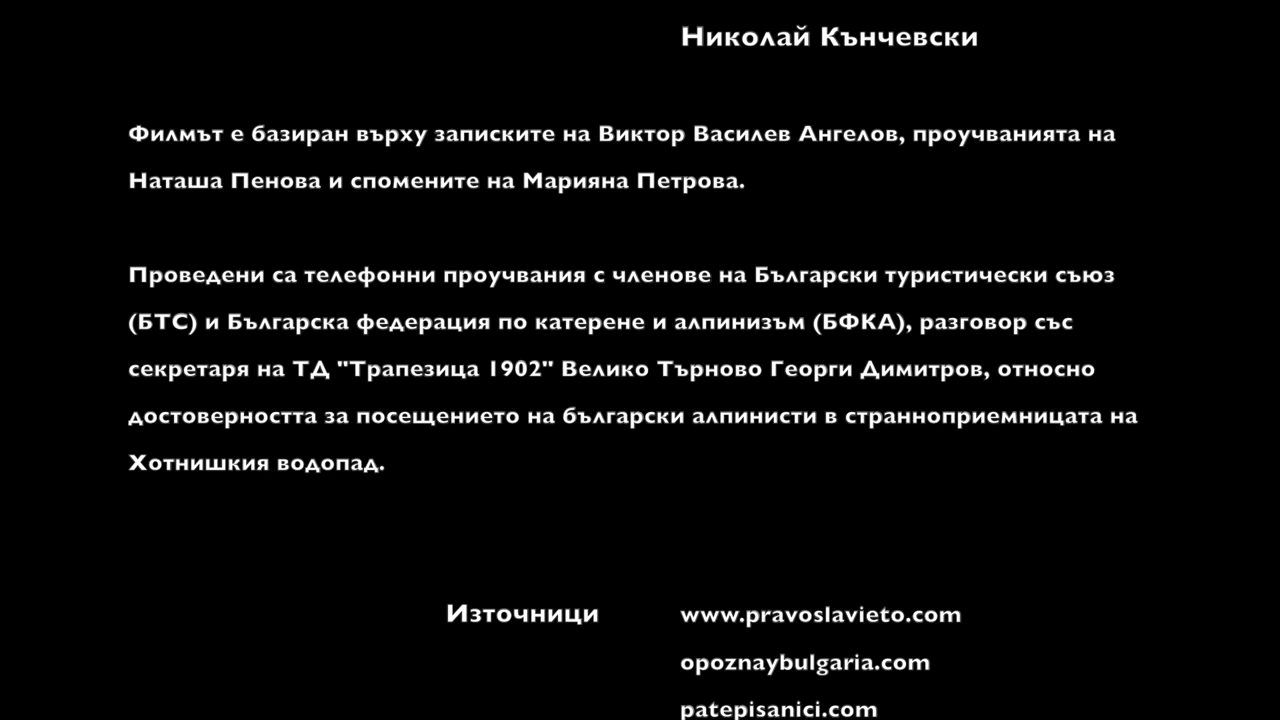 Николай Кънчевски
Филмът е базиран върху записките на Виктор Василев Ангелов, проучванията на
Наташа Пенова и спомените на Марияна Петрова.
Проведени са телефонни проучвания с членове на Български туристически съюз
(БТС) и Българска федерация по катерене и алпинизъм (БФКА), разговор със
секретаря на ТД "Трапезица 1902" Велико Търново Георги Димитров, относно
достоверността за посещението на български алпинисти в странноприемницата на
Хотнишкия водопад.
Източници www.pravoslavieto.com
opoznaybulgaria.com
patepisanici.com